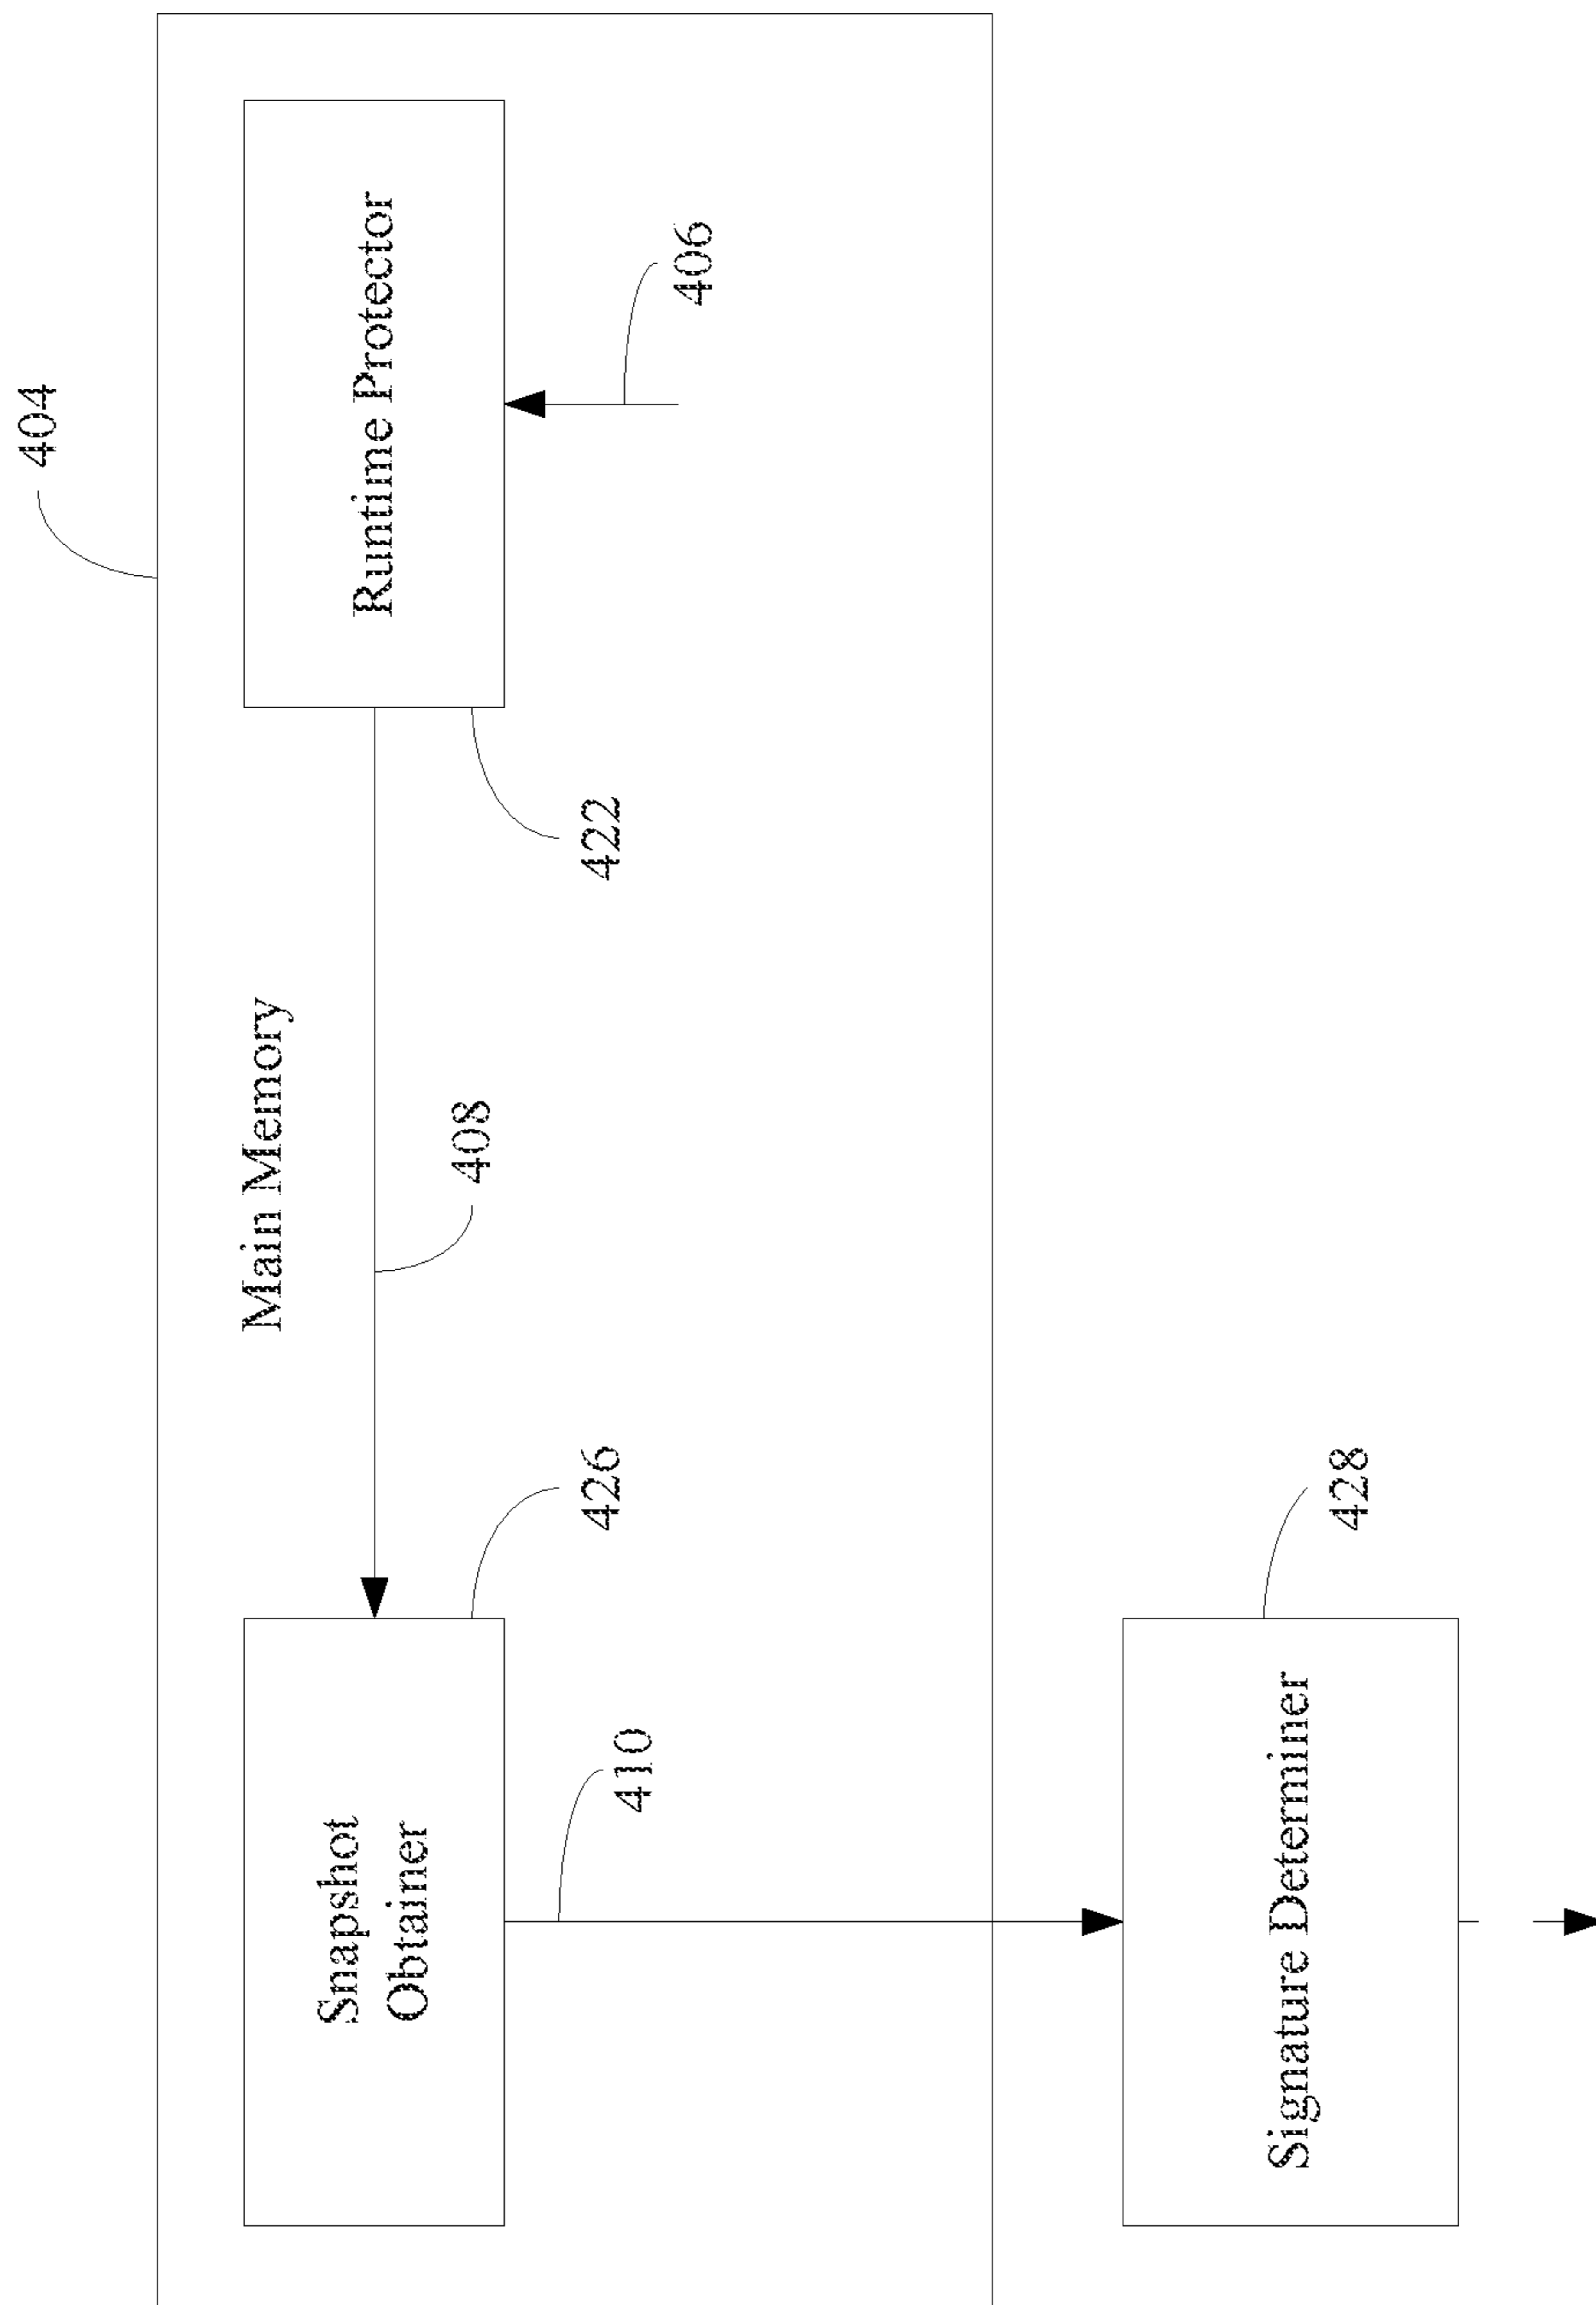 404
Runtime Protector
406
422
Main Memory
408
426
Snapshot
Obtainer
410
428
Signature Determiner